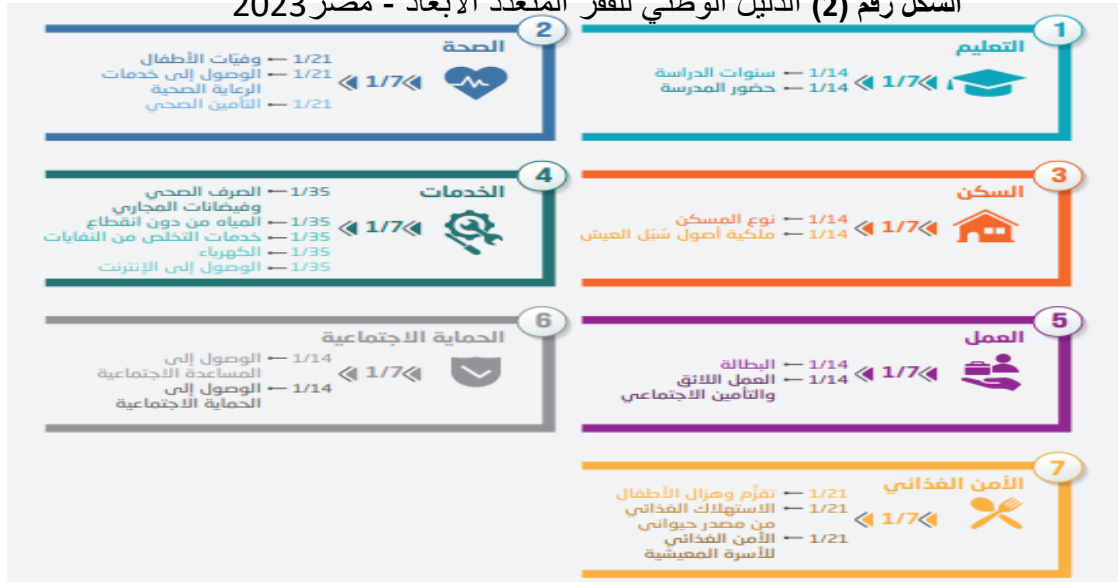 الشكل رقم (2) الدليل الوطني للفقر المتعدد الأبعاد - مصر 2023
1
التعليم
1/7
1/14 سنوات الدراسة
1/14 حضور المدرسة
2
الصحة
1/7
1/21 وفيّات الأطفال
1/21 الوصول إلى خدمات
الرعاية الصحية
1/21 التأمين الصحي
3
السكن
1/7
1/14 نوع المسكن
1/14 ملكية أصول سُبُل العيش
4
الخدمات
1/7
1/35 الصرف الصحي
وفيضانات المجاري
1/35 المياه من دون انقطاع
1/35 خدمات التخلص من النفايات
1/35 الكهرباء
1/35 الوصول إلى الإنترنت
5
العمل
1/7
1/14 البطالة
1/14 العمل اللائق
والتأمين الاجتماعي
6
الحماية الاجتماعية
1/7
1/14 الوصول إلى
المساعدة الاجتماعية
1/14 الوصول إلى
الحماية الاجتماعية
7
الأمن الغذائي
1/7
1/21 تقزُّم وهزال الأطفال
1/21 الاستهلاك الغذائي
من مصدر حيواني
1/21 الأمن الغذائي
للأسرة المعيشية